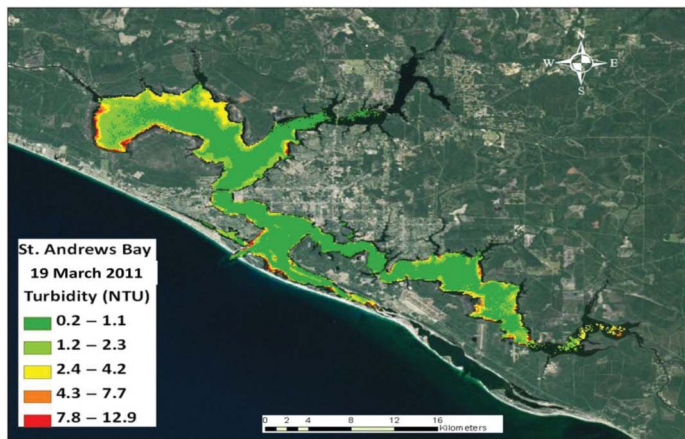 N
W E
S
St. Andrews Bay
19 March 2011
Turbidity (NTU)
0.2 – 1.1
1.2 – 2.3
2.4 – 4.2
4.3 – 7.7
7.8 – 12.9
0 2 4 8 12 16
Kilometers